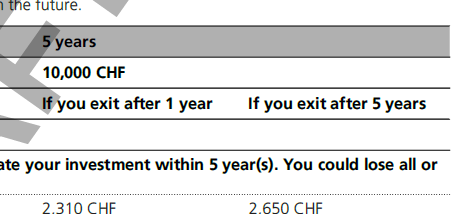 the future.
5 years
10,000 CHF
If you exit after 1 year If you exit after 5 years
ate your investment within 5 year(s). You could lose all or
2.310 CHF 2.650 CHF